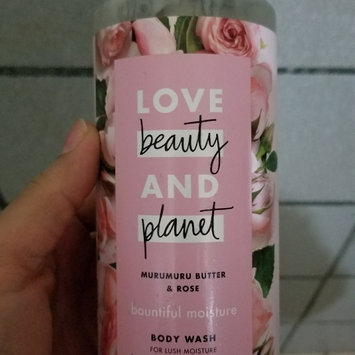 LOVE
beauty
AND
planet
MURUMURU BUTTER
& ROSE
bountiful moisture
BODY WASH
FOR LUSH MOISTURE